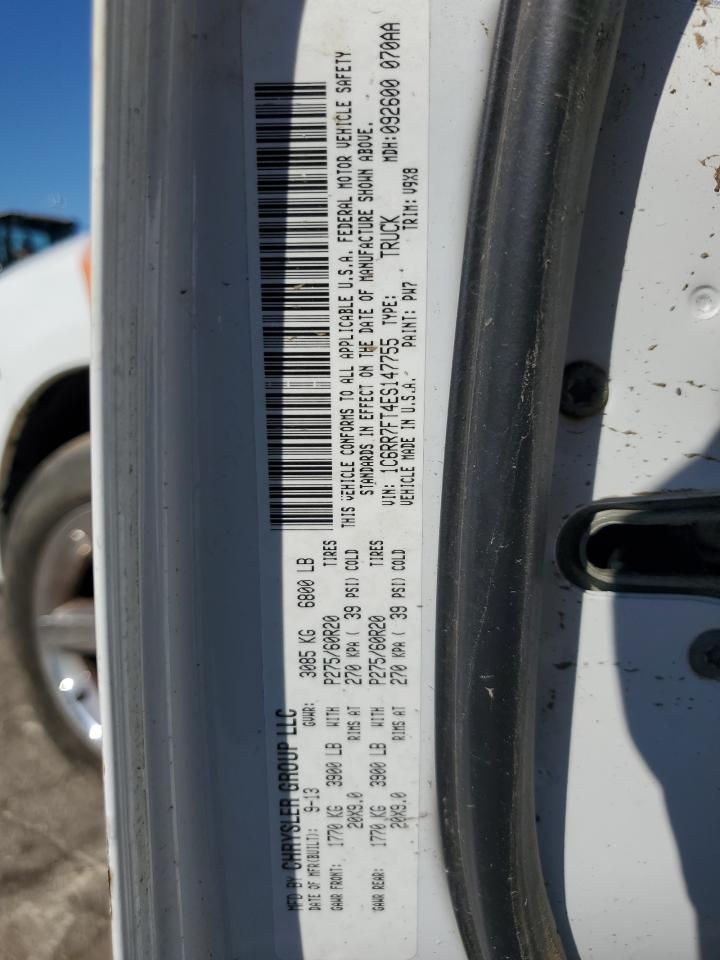 MFD BY CHRYSLER GROUP LLC
DATE OF MFR(BUILT): 9-13 GVWR: 3085 KG 6800 LB
GAWR FRONT: 1770 KG 3900 LB WITH P275/60R20 TIRES
20X9.0 RIMS AT 270 KPA ( 39 PSI) COLD
GAWR REAR: 1770 KG 3900 LB WITH P275/60R20 TIRES
20X9.0 RIMS AT 270 KPA ( 39 PSI) COLD
THIS VEHICLE CONFORMS TO ALL APPLICABLE U.S.A. FEDERAL MOTOR VEHICLE SAFETY
STANDARDS IN EFFECT ON THE DATE OF MANUFACTURE SHOWN ABOVE.
VIN: 1C6RR7FT4ES147755 TYPE: TRUCK MDH:092600 070AA
VEHICLE MADE IN U.S.A. PAINT: PW7 TRIM: V9X8